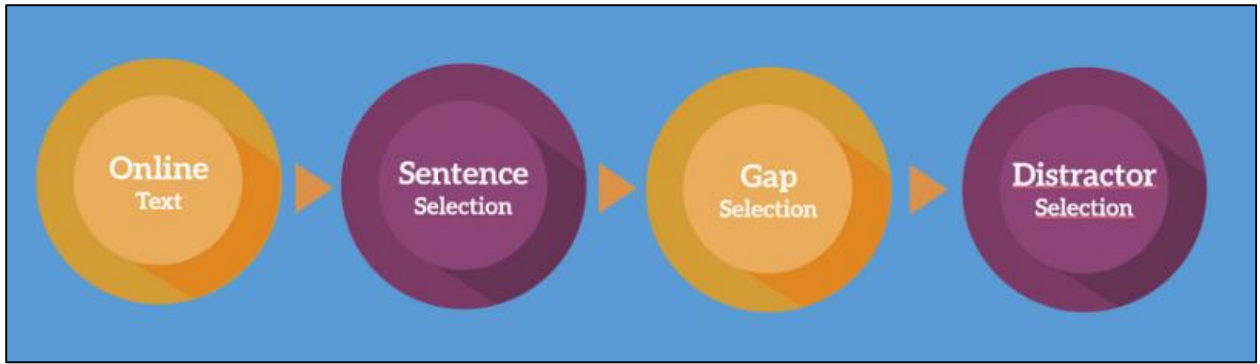 Online
Text
Sentence
Selection
Gap
Selection
Distractor
Selection